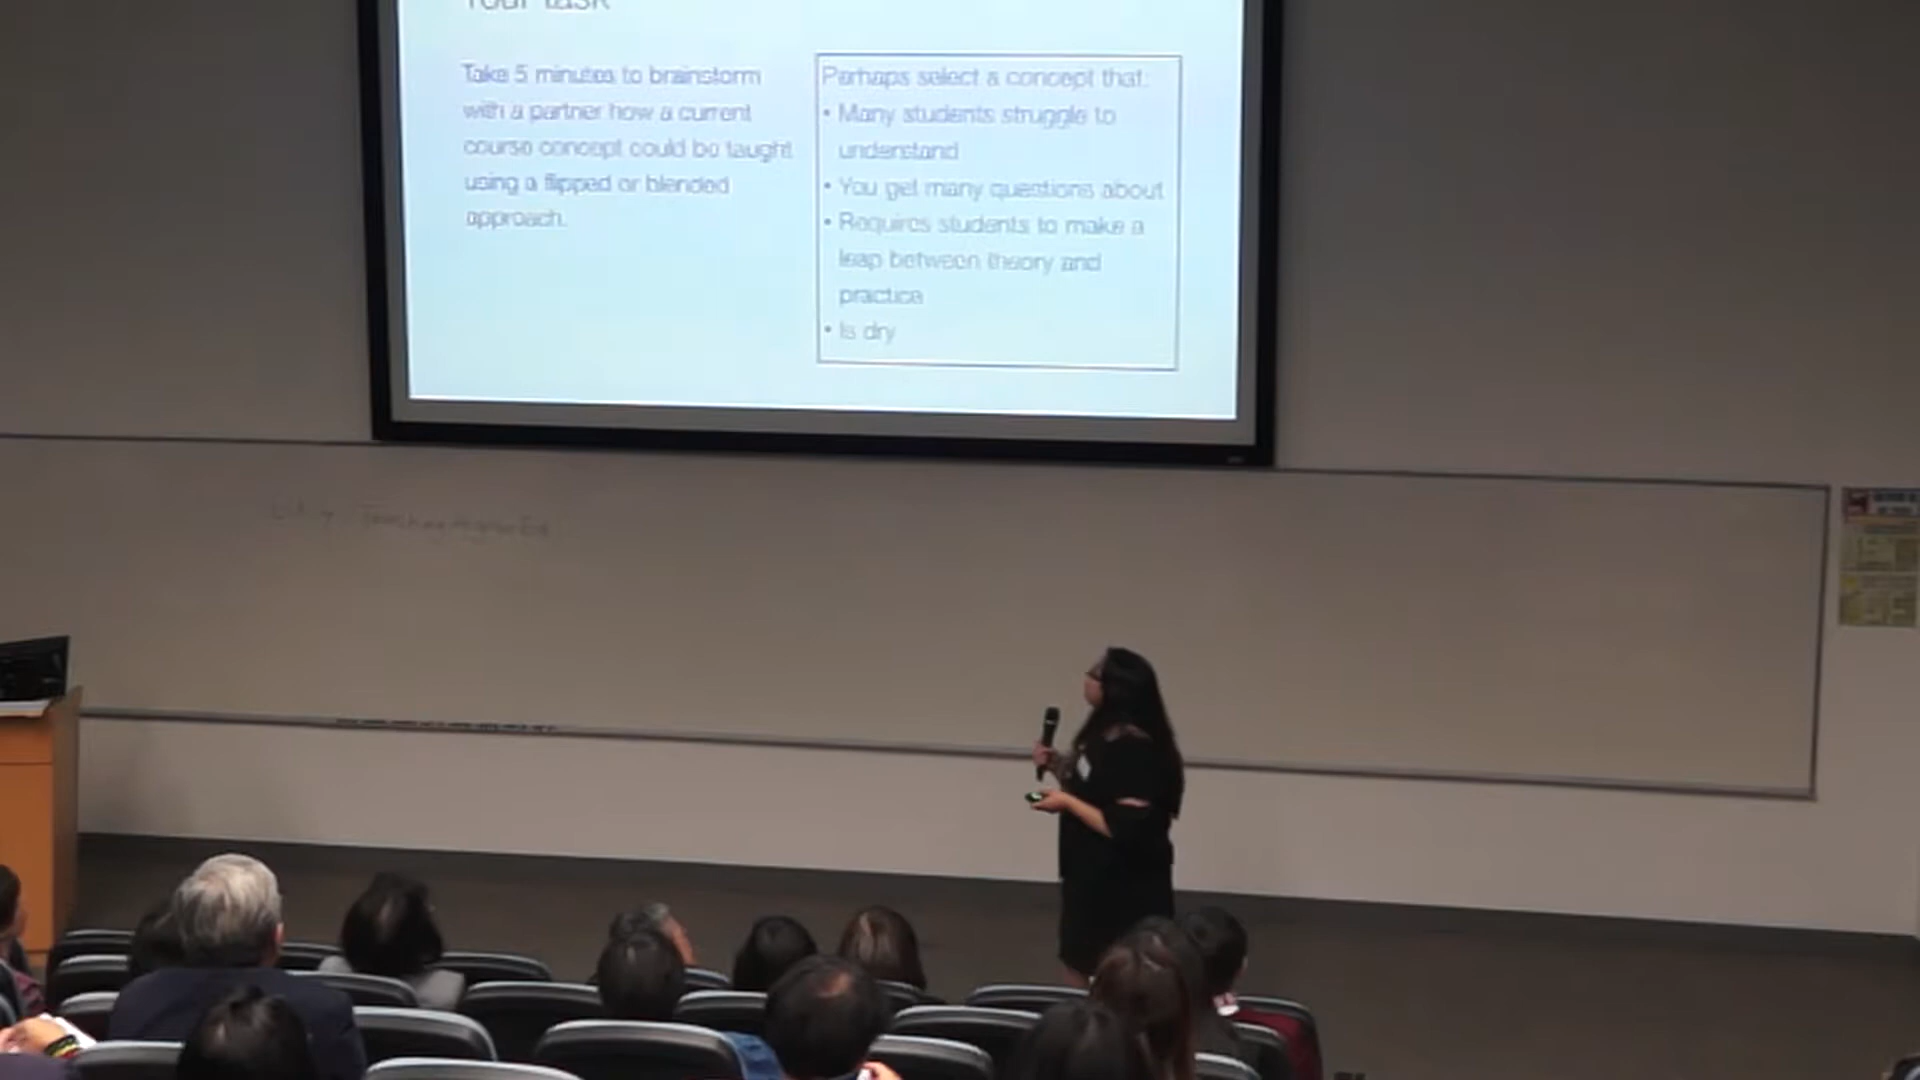 Your task
Take 5 minutes to brainstorm
with a partner how a current
course concept could be taught
using a flipped or blended
approach.
Perhaps select a concept that:
• Many students struggle to
understand
• You get many questions about
• Requires students to make a
leap between theory and
practice
• Is dry